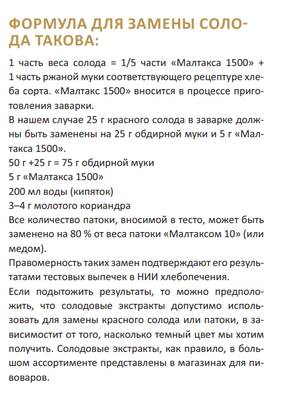 ФОРМУЛА ДЛЯ ЗАМЕНЫ СОЛО-
ДА ТАКОВА:
1 часть веса солода = 1/5 части «Малтакса 1500» +
1 часть ржаной муки соответствующего рецептуре хле-
ба сорта. «Малтакс 1500» вносится в процессе приго-
товления заварки.
В нашем случае 25 г красного солода в заварке долж-
ны быть заменены на 25 г обдирной муки и 5 г «Мал-
такса 1500».
50 г +25 г = 75 г обдирной муки
5 г «Малтакса 1500»
200 мл воды (кипяток)
3–4 г молотого кориандра
Все количество патоки, вносимой в тесто, может быть
заменено на 80 % от веса патоки «Малтаксом 10» (или
медом).
Правомерность таких замен подтверждает его резуль-
татами тестовых выпечек в НИИ хлебопечения.
Если подытожить результаты, то можно предполо-
жить, что солодовые экстракты допустимо исполь-
зовать для замены красного солода или патоки, в за-
висимостит от того, насколько темный цвет мы хотим
получить. Солодовые экстракты, как правило, в боль-
шом ассортименте представлены в магазинах для пи-
воваров.